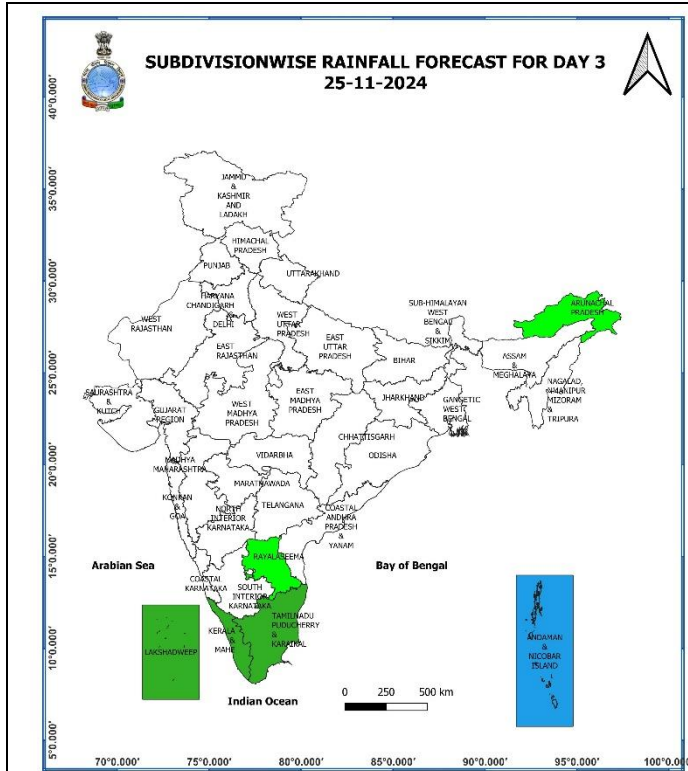 SUBDIVISIONWISE RAINFALL FORECAST FOR DAY 3
25-11-2024
JAMMU
&
KASHMIR
AND
LADAKH
HIMACHAL
PRADESH
PUNJAB
UTTARAKHAND
HARYANA
CHANDIGARH
&
DELHI
WEST
RAJASTHAN
WEST
UTTAR
PRADESH
EAST
RAJASTHAN
EAST
UTTAR
PRADESH
SUB-HIMALAYAN
WEST
BENGAL
&
SIKKIM
ARUNACHAL
PRADESH
BIHAR
ASSAM
&
MEGHALAYA
NAGALAD,
MANIPUR
MIZORAM
&
TRIPURA
SAURASHTRA
&
KUTCH
GUJARAT
REGION
WEST
MADHYA
PRADESH
EAST
MADHYA
PRADESH
JHARKHAND
GANGETIC
WEST
BENGAL
CHHATTISGARH
ODISHA
VIDARBHA
MADHYA
MAHARASHTRA
MARATHWADA
TELANGANA
KONKAN
&
GOA
NORTH
INTERIOR
KARNATAKA
COASTAL
ANDHRA
PRADESH
&
YANAM
RAYALASEEMA
Arabian Sea
Bay of Bengal
COASTAL
KARNATAKA
SOUTH
INTERIOR
KARNATAKA
TAMILNADU
PUDUCHERRY
&
KARAIKAL
KERALA
&
MAHE
LAKSHADWEEP
ANDAMAN
&
NICOBAR
ISLAND
Indian Ocean
0 250 500 km
40°0.000'
35°0.000'
30°0.000'
25°0.000'
20°0.000'
15°0.000'
10°0.000'
5°0.000'
70°0.000' 75°0.000' 80°0.000' 85°0.000' 90°0.000' 95°0.000' 100°0.000'